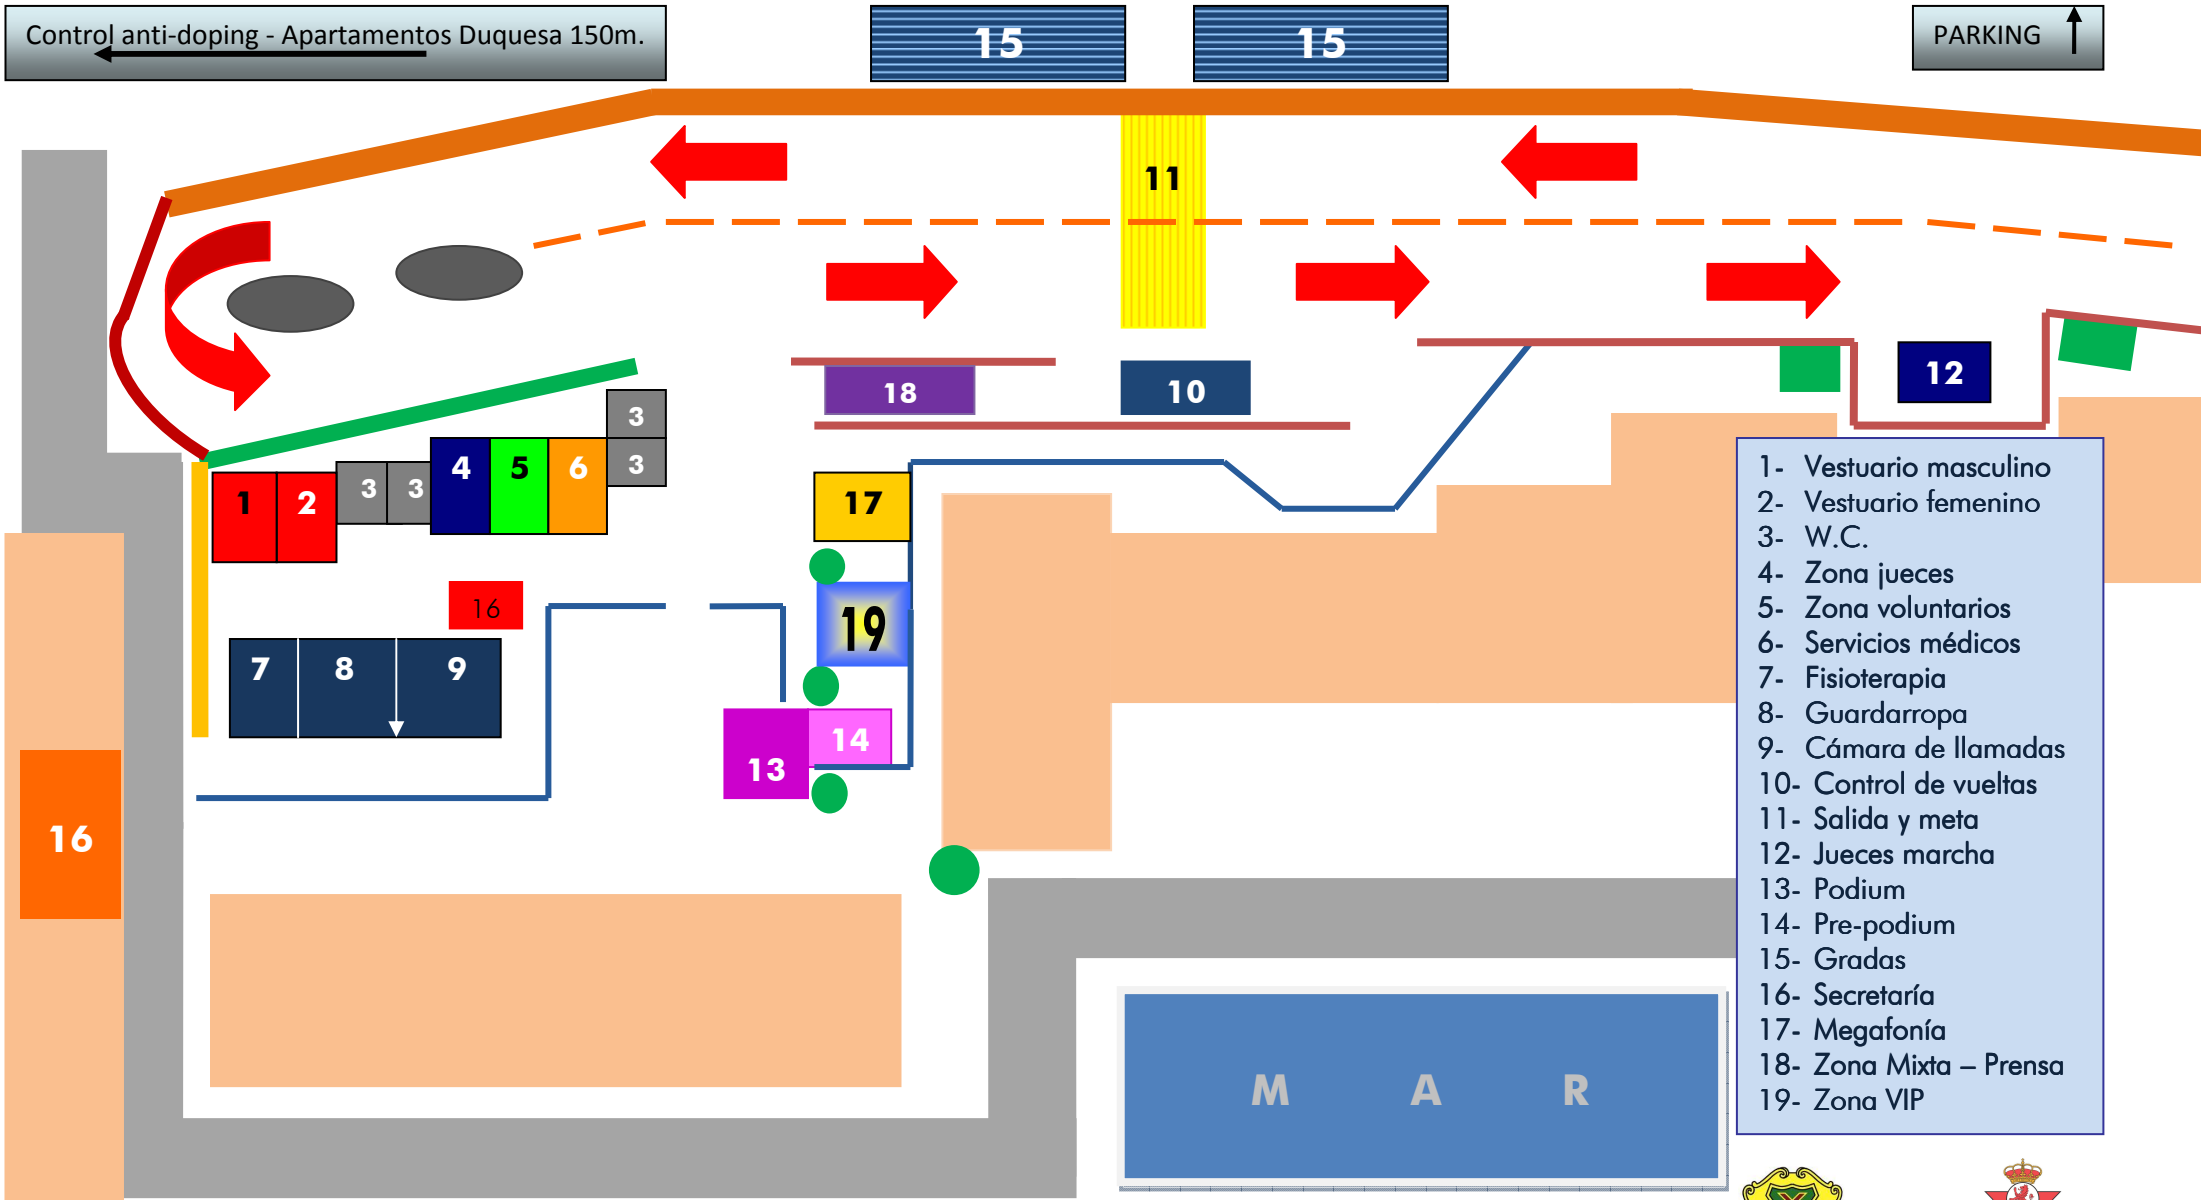 Control anti-doping - Apartamentos Duquesa 150m.
15
15
PARKING
11
18
10
12
3
3
4
5
6
1
2
3
3
17
16
19
7
8
9
14
13
16
1- Vestuario masculino
2- Vestuario femenino
3- W.C.
4- Zona jueces
5- Zona voluntarios
6- Servicios médicos
7- Fisioterapia
8- Guardarropa
9- Cámara de llamadas
10- Control de vueltas
11- Salida y meta
12- Jueces marcha
13- Podium
14- Pre-podium
15- Gradas
16- Secretaría
17- Megafonía
18- Zona Mixta – Prensa
19- Zona VIP
M A R